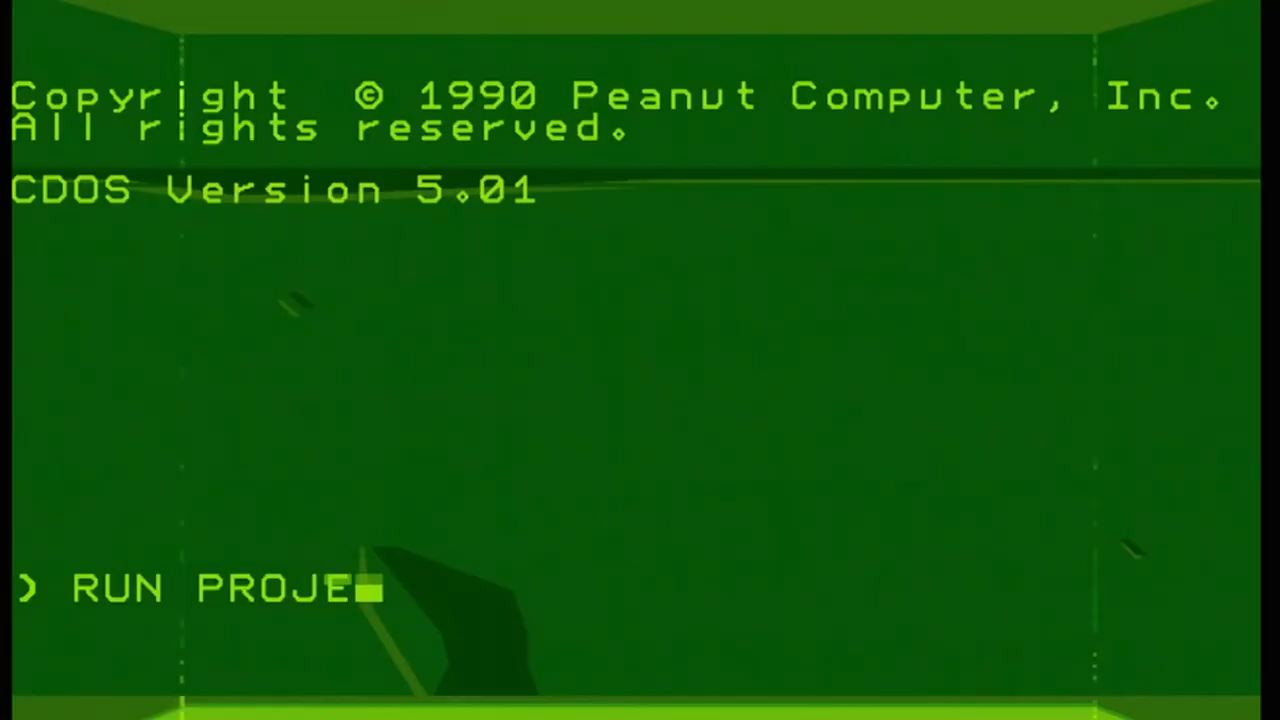 Copyright © 1990 Peanut Computer, Inc.
All rights reserved.
CDOS Version 5.01
> RUN PROJE